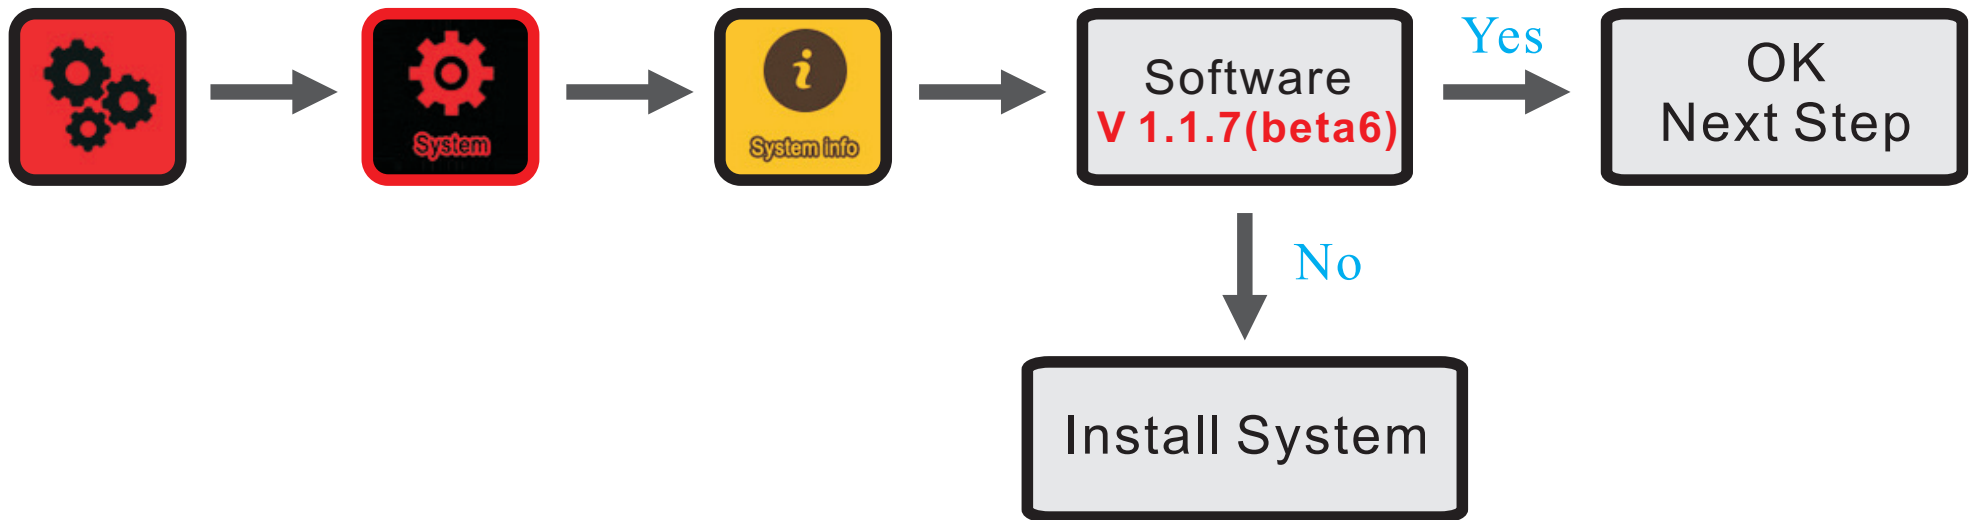 System
System info
Software
V 1.1.7(beta6)
Yes
OK
Next Step
No
Install System